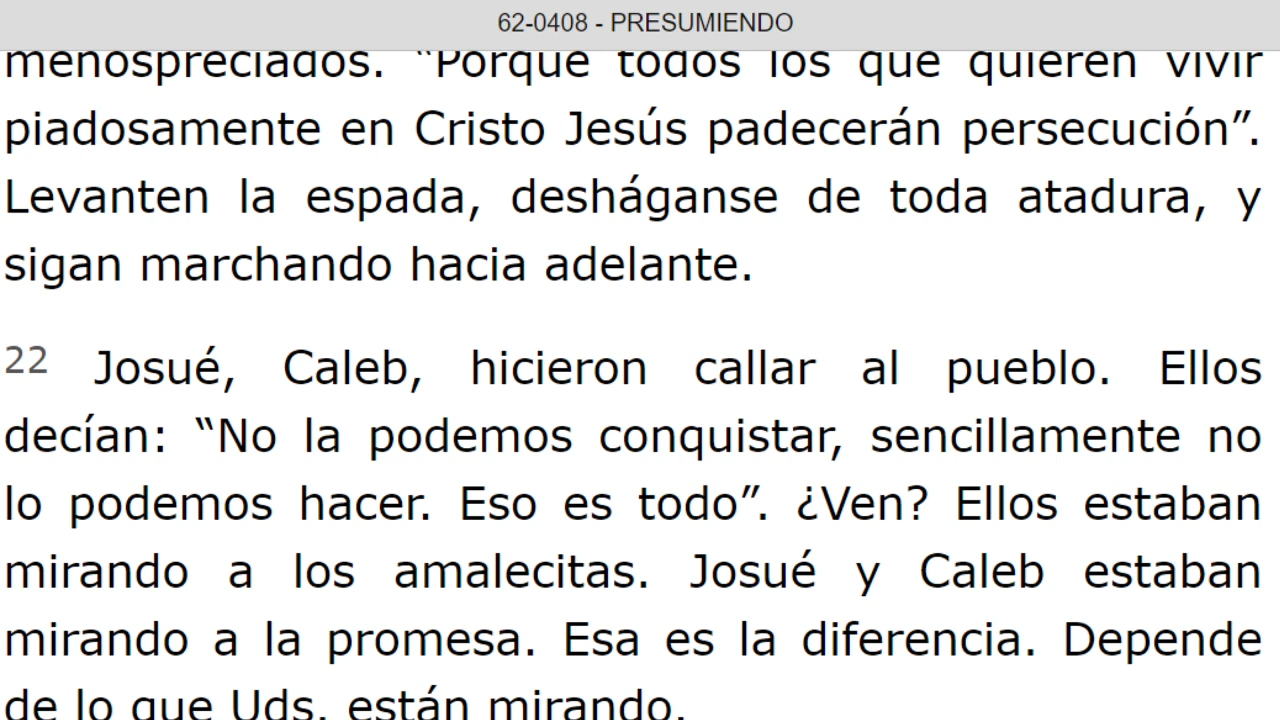 62-0408 - PRESUMIENDO
menospreciados. “Porque todos los que quieren vivir
piadosamente en Cristo Jesús padecerán persecución”.
Levanten la espada, desháganse de toda atadura, y
sigan marchando hacia adelante.
22 Josué, Caleb, hicieron callar al pueblo. Ellos
decían: “No la podemos conquistar, sencillamente no
lo podemos hacer. Eso es todo”. ¿Ven? Ellos estaban
mirando a los amalecitas. Josué y Caleb estaban
mirando a la promesa. Esa es la diferencia. Depende
de lo que Uds. están mirando.